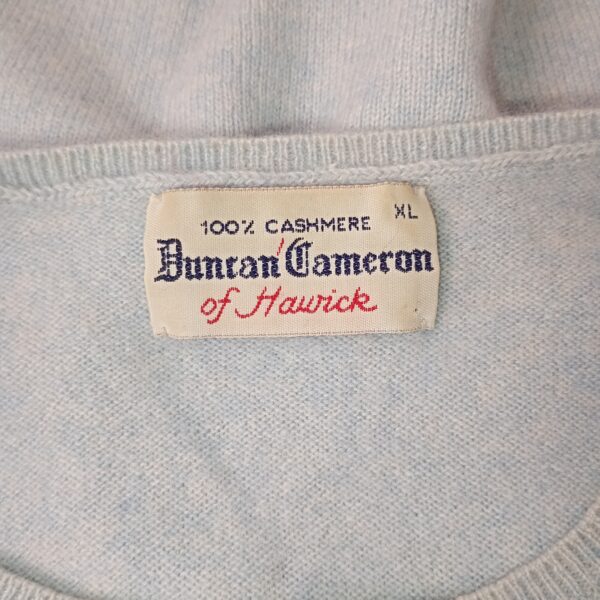 100% CASHMERE XL
Duncan Cameron
of Hawick